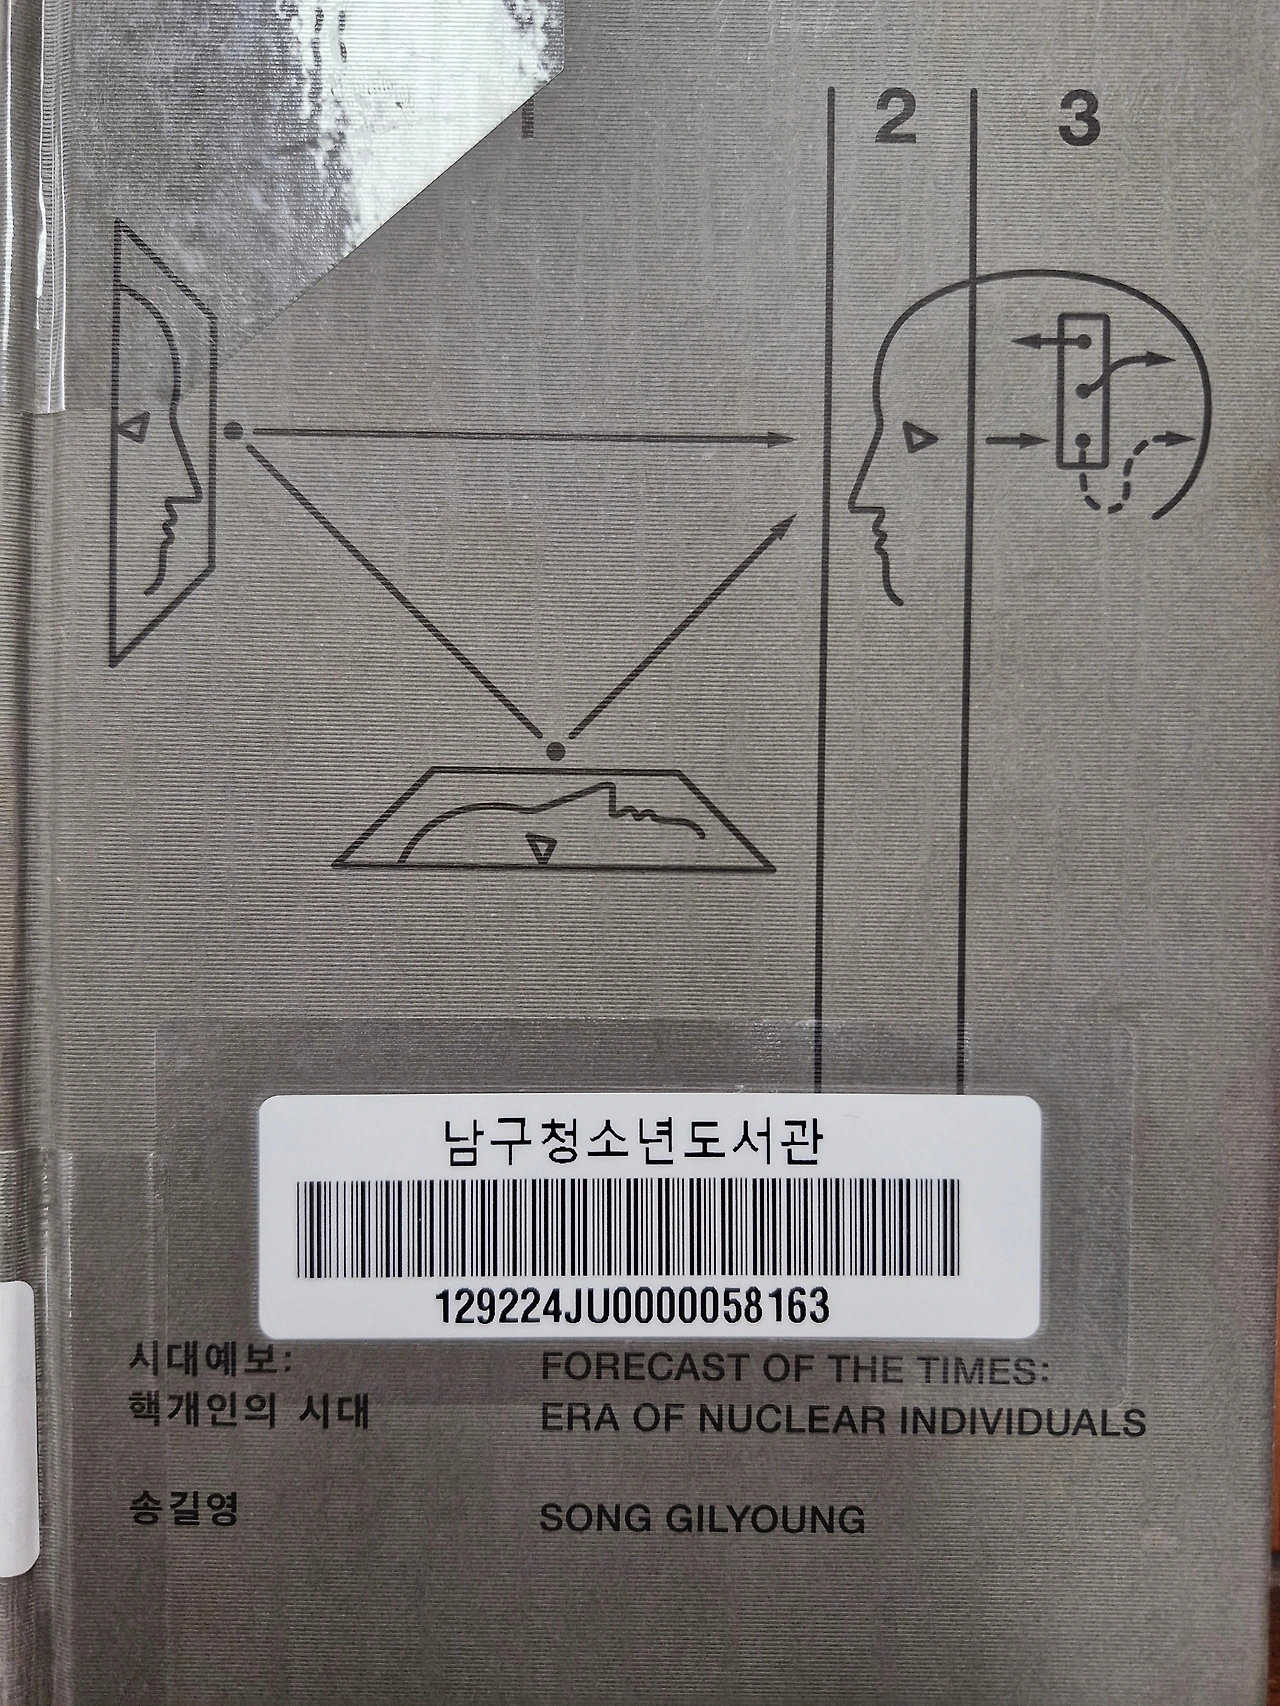 2
3
남구청소년도서관
129224JU0000058163
시대예보:
핵개인의 시대
FORECAST OF THE TIMES:
ERA OF NUCLEAR INDIVIDUALS
송길영
SONG GILYOUNG